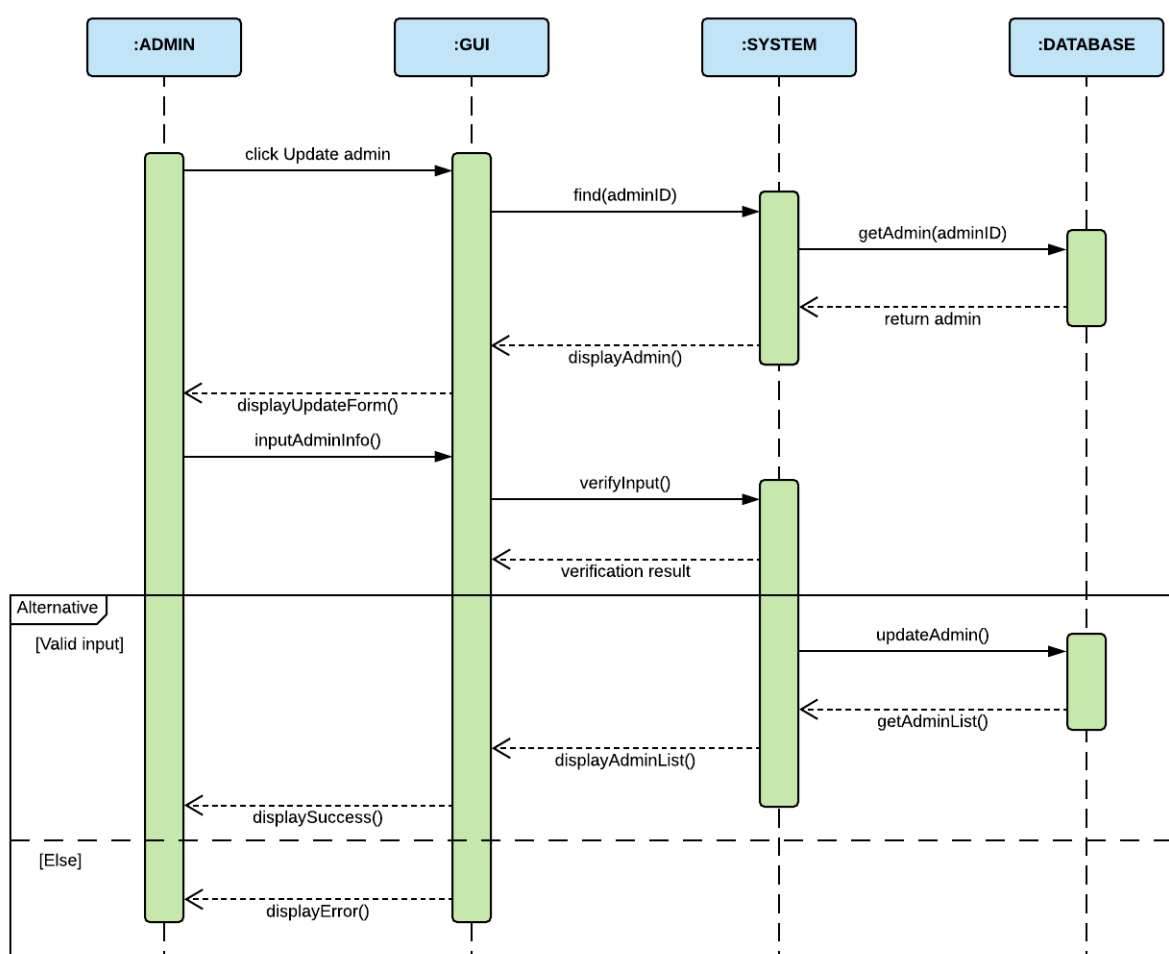 :ADMIN
:GUI
:SYSTEM
:DATABASE
click Update admin
find(adminID)
getAdmin(adminID)
return admin
displayAdmin()
displayUpdateForm()
inputAdminInfo()
verifyInput()
verification result
Alternative
[Valid input]
updateAdmin()
getAdminList()
displayAdminList()
displaySuccess()
[Else]
displayError()